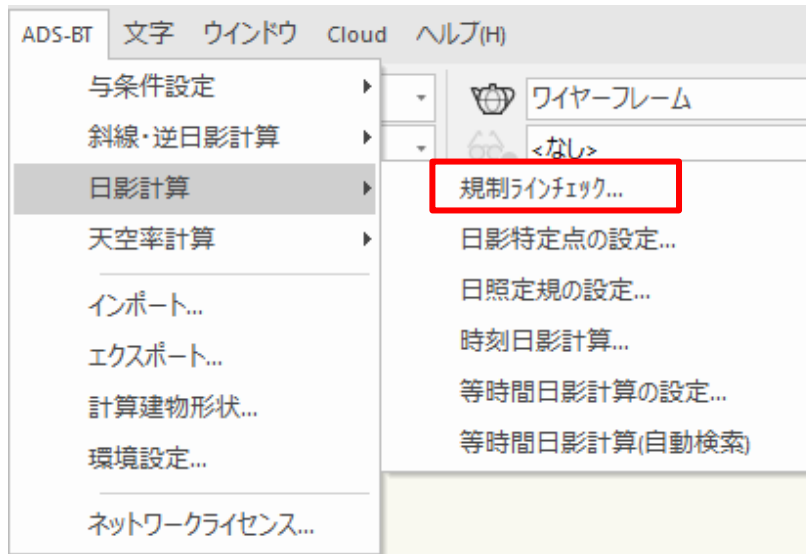 ADS-BT 文字 ウインドウ Cloud ヘルプ(H)
与条件設定
ワイヤーフレーム
斜線・逆日影計算
<なし>
日影計算
規制ラインチェック...
天空率計算
日影特定点の設定...
インポート...
日照定規の設定...
エクスポート...
時刻日影計算...
計算建物形状...
等時間日影計算の設定...
環境設定...
等時間日影計算(自動検索)
ネットワークライセンス...